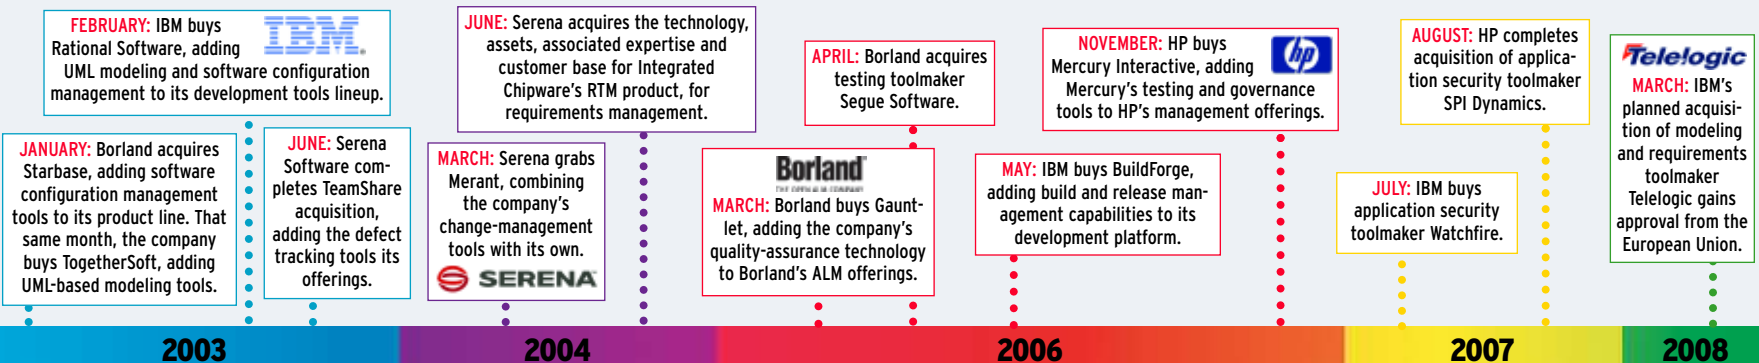 FEBRUARY: IBM buys
Rational Software, adding
UML modeling and software configuration
management to its development tools lineup.
IBM
JANUARY: Borland acquires
Starbase, adding software
configuration management
tools to its product line. That
same month, the company
buys TogetherSoft, adding
UML-based modeling tools.
JUNE: Serena
Software com-
pletes TeamShare
acquisition,
adding the defect
tracking tools its
offerings.
JUNE: Serena acquires the technology,
assets, associated expertise and
customer base for Integrated
Chipware's RTM product, for
requirements management.
MARCH: Serena grabs
Merant, combining
the company's
change-management
tools with its own.
SERENA
APRIL: Borland acquires
testing toolmaker
Segue Software.
Borland
THE OPEN ALM COMPANY
MARCH: Borland buys Gaunt-
let, adding the company's
quality-assurance technology
to Borland's ALM offerings.
NOVEMBER: HP buys
Mercury Interactive, adding
Mercury's testing and governance
tools to HP's management offerings.
hp
MAY: IBM buys BuildForge,
adding build and release man-
agement capabilities to its
development platform.
AUGUST: HP completes
acquisition of applica-
tion security toolmaker
SPI Dynamics.
JULY: IBM buys
application security
toolmaker Watchfire.
Telelogic
MARCH: IBM's
planned acquisi-
tion of modeling
and requirements
toolmaker
Telelogic gains
approval from the
European Union.
2003
2004
2006
2007
2008